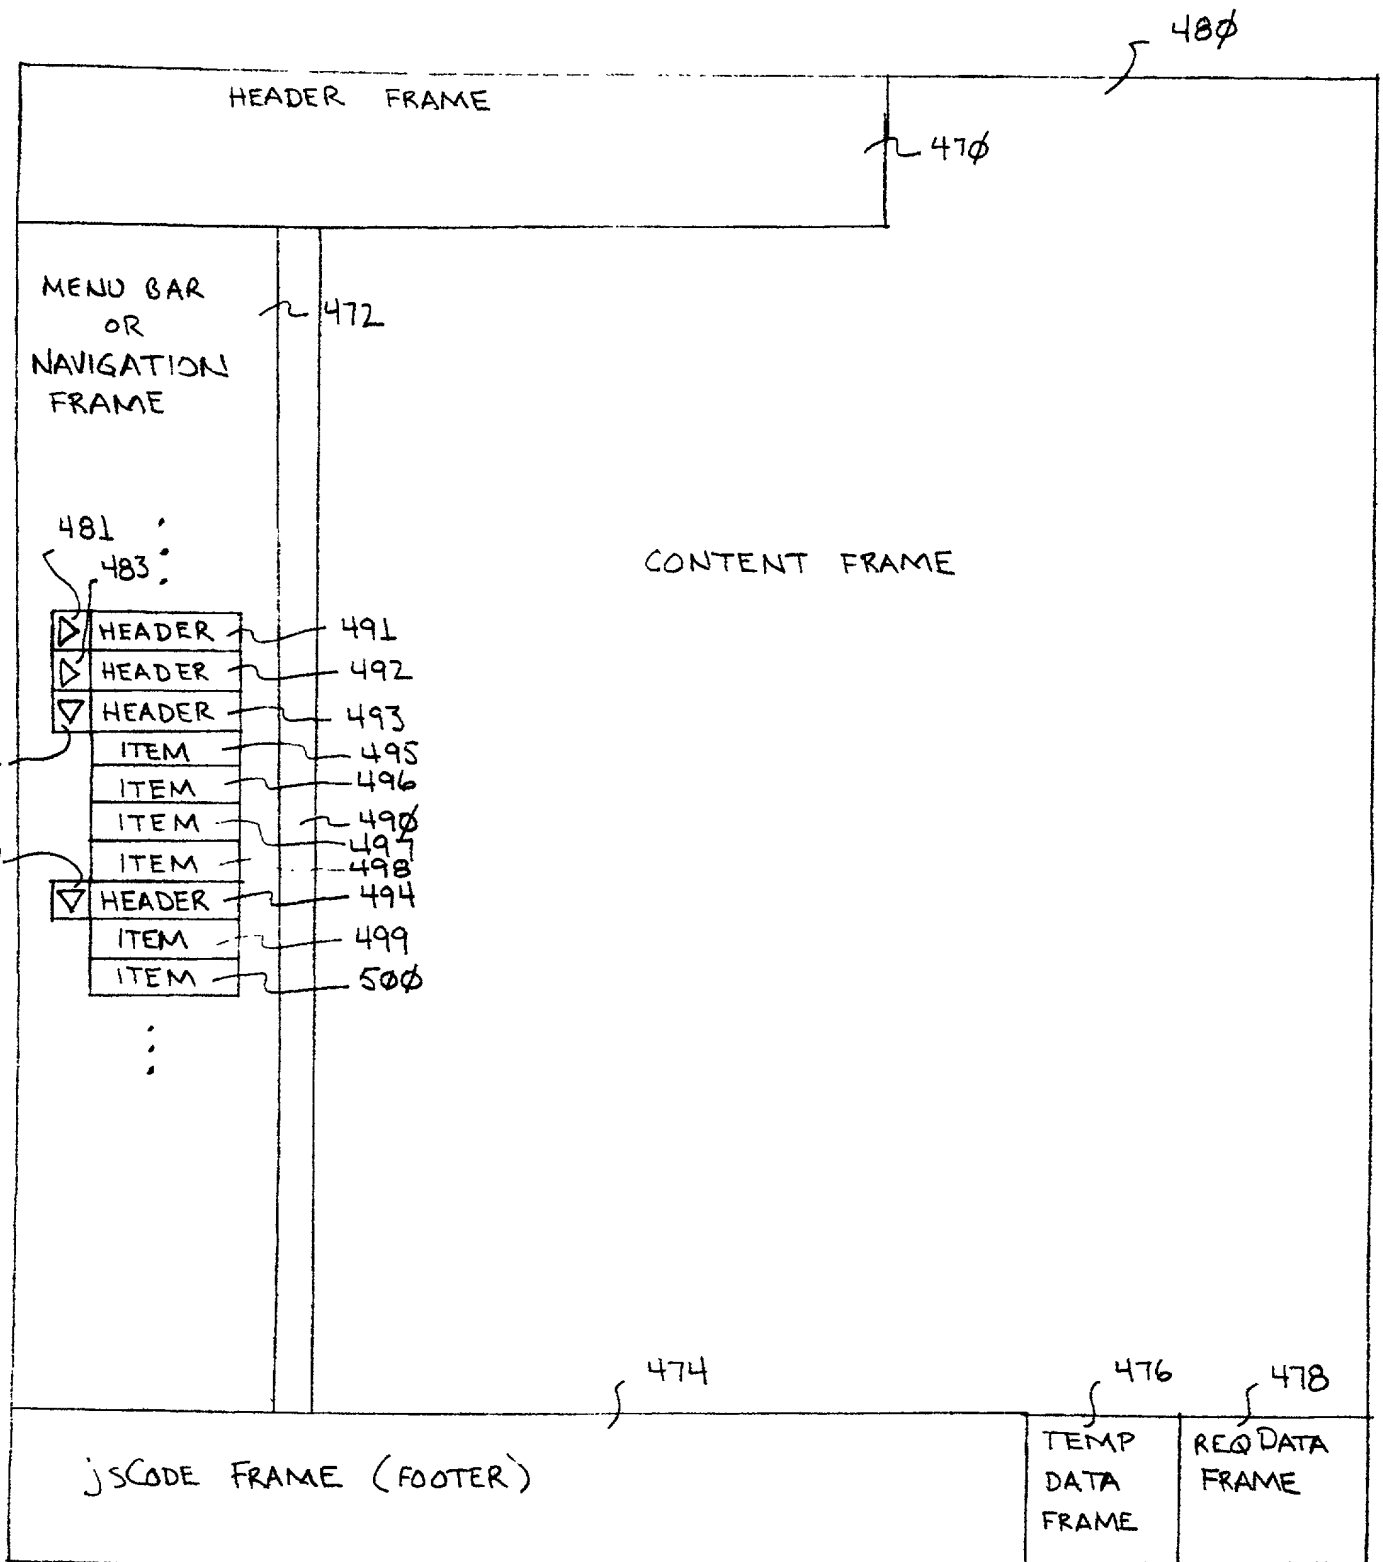 480
HEADER FRAME
470
MENU BAR
OR
NAVIGATION
FRAME
472
481
483
CONTENT FRAME
HEADER 491
HEADER 492
HEADER 493
ITEM 495
ITEM 496
490
ITEM 497
ITEM 498
HEADER 494
ITEM 499
ITEM 500
474
476
478
jsCODE FRAME (FOOTER)
TEMP
DATA
FRAME
REQDATA
FRAME